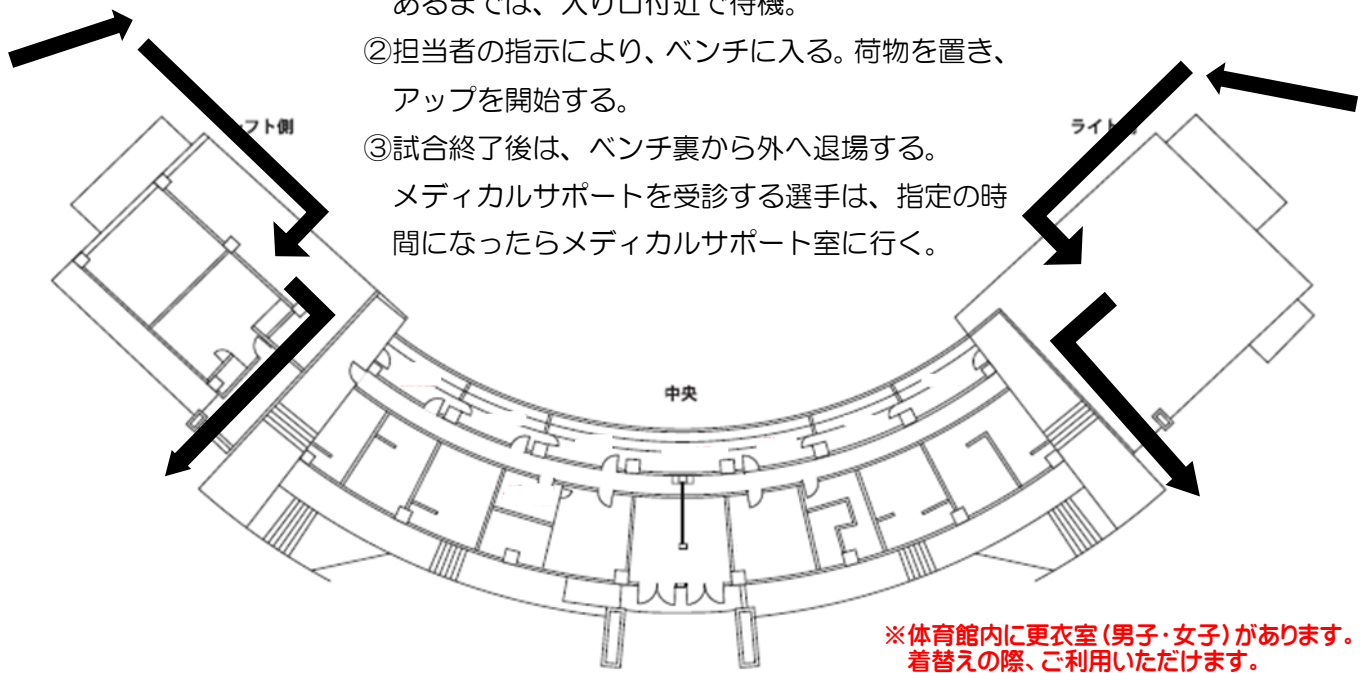 あるまでは、入り口付近で待機。
②担当者の指示により、ベンチに入る。荷物を置き、
アップを開始する。
フト側
ライト
③試合終了後は、ベンチ裏から外へ退場する。
メディカルサポートを受診する選手は、指定の時
間になったらメディカルサポート室に行く。
中央
※体育館内に更衣室(男子・女子)があります。
着替えの際、ご利用いただけます。